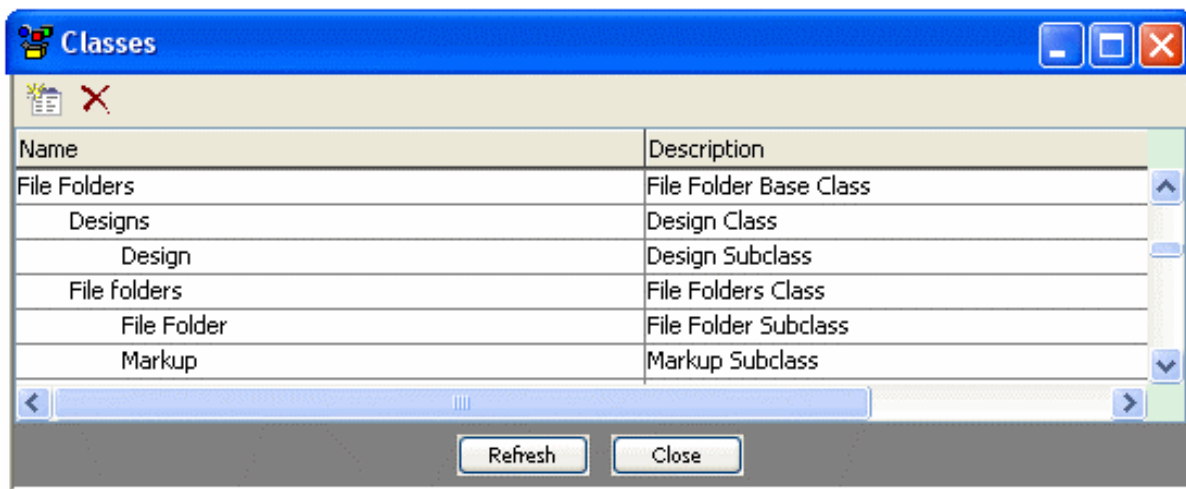 Classes
Name Description
File Folders File Folder Base Class
Designs Design Class
Design Design Subclass
File folders File Folders Class
File Folder File Folder Subclass
Markup Markup Subclass
Refresh Close